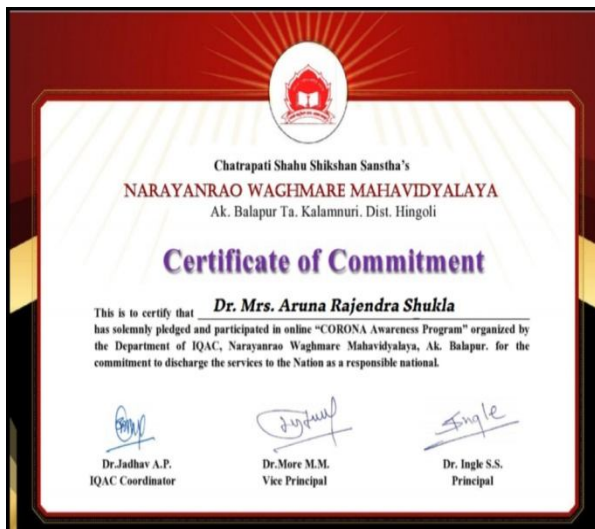 Chatrapati Shahu Shikshan Sanstha's
NARAYANRAO WAGHMARE MAHAVIDYALAYA
Ak. Balapur Ta. Kalamnuri. Dist. Hingoli
Certificate of Commitment
This is to certify that Dr. Mrs. Aruna Rajendra Shukla
has solemnly pledged and participated in online “CORONA Awareness Program” organized by
the Department of IQAC, Narayanrao Waghmare Mahavidyalaya, Ak. Balapur. for the
commitment to discharge the services to the Nation as a responsible national.
Ingle
Dr.Jadhav A.P. Dr.More M.M. Dr. Ingle S.S.
IQAC Coordinator Vice Principal Principal